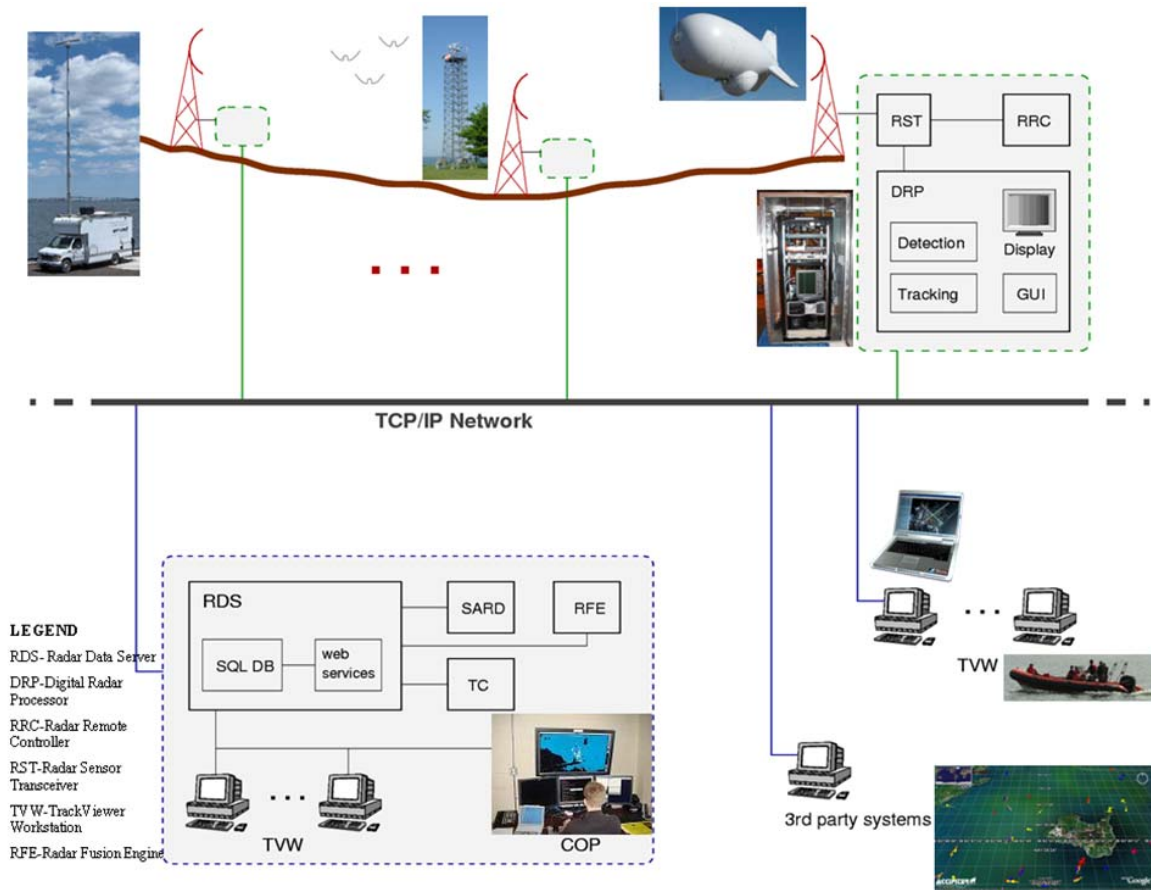 RST
RRC
DRP
Detection
Display
Tracking
GUI
TCP/IP Network
RDS
SARD
RFE
SQL DB
web
services
TC
TVW
COP
LEGEND
RDS- Radar Data Server
DRP-Digital Radar
Processor
RRC-Radar Remote
Controller
RST-Radar Sensor
Transceiver
TVW-TrackViewer
Workstation
RFE-Radar Fusion Engine
TVW
3rd party systems
ACCIPITER
Google